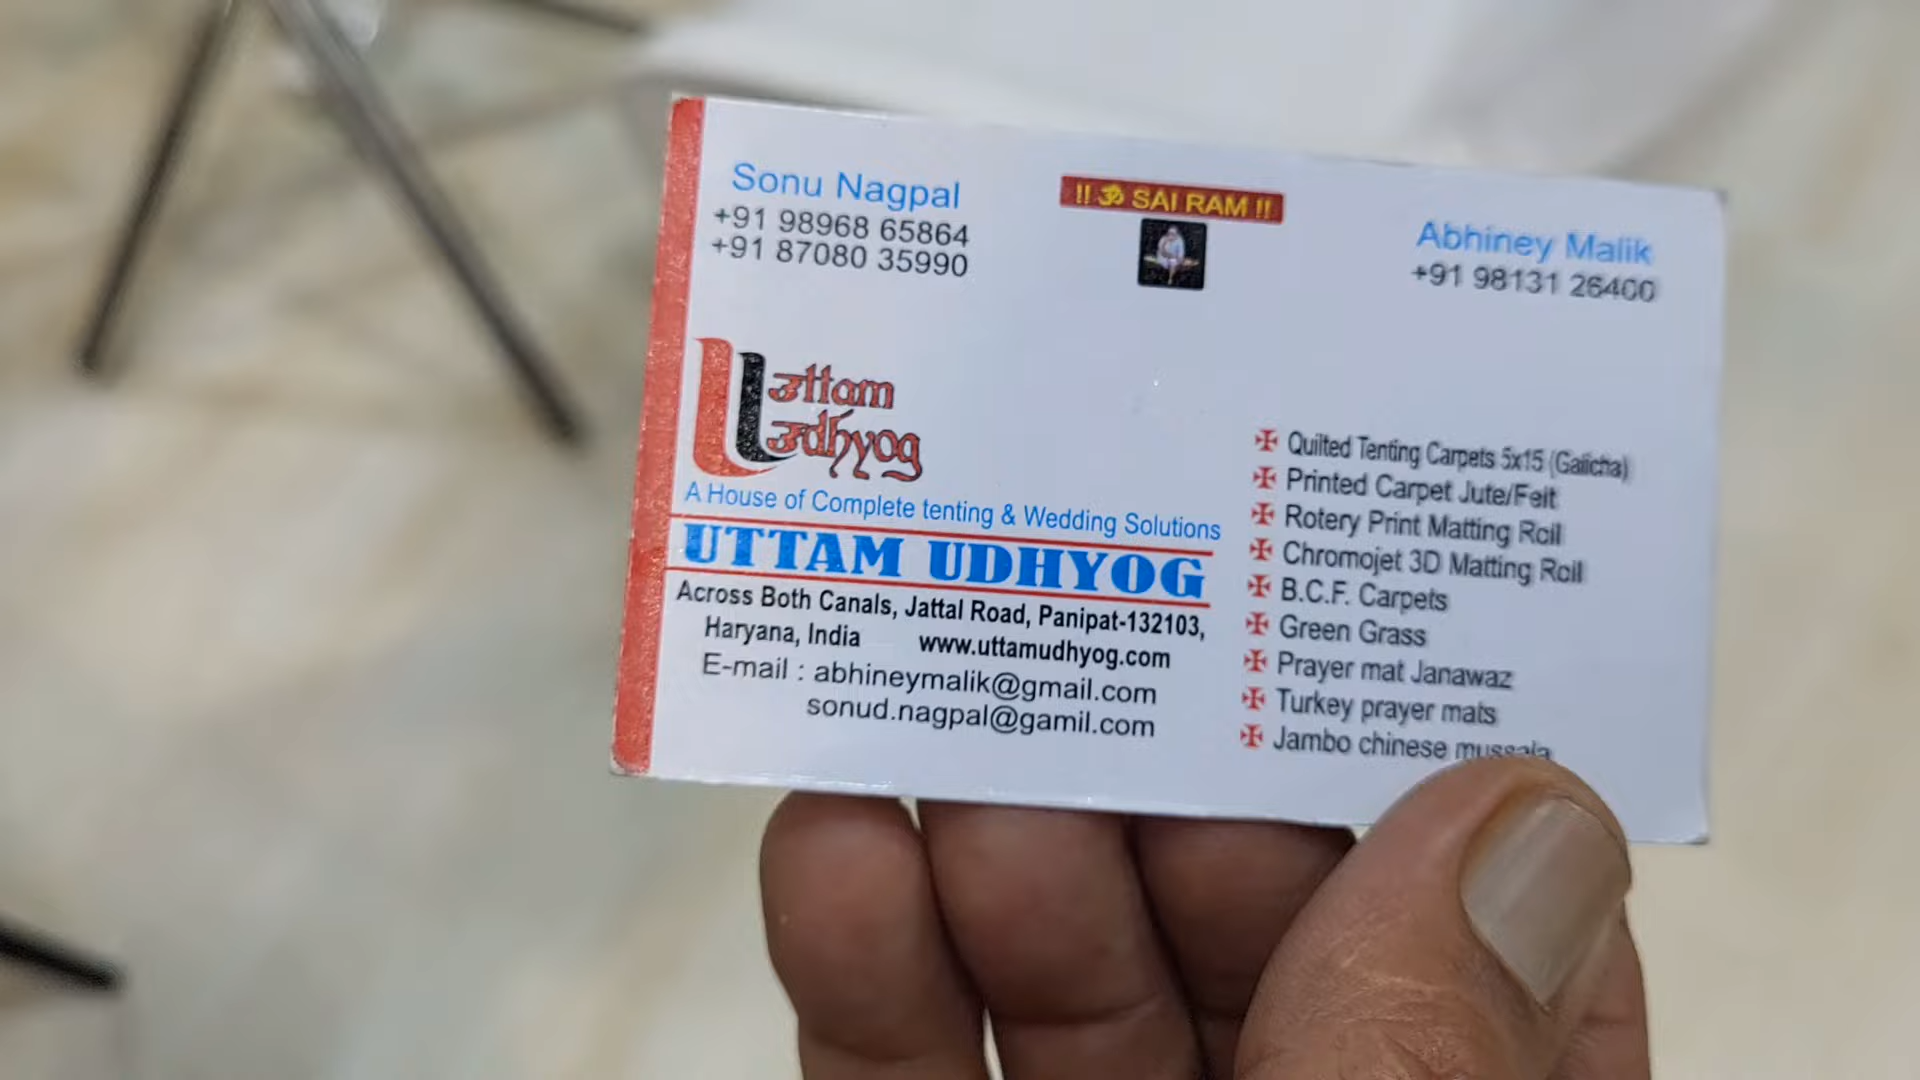 Sonu Nagpal
+91 98968 65864
+91 87080 35990
!! ॐ SAI RAM !!
Abhiney Malik
+91 98131 26400
Uttam
Udhyog
A House of Complete tenting & Wedding Solutions
UTTAM UDHYOG
Across Both Canals, Jattal Road, Panipat-132103,
Haryana, India www.uttamudhyog.com
E-mail : abhineymalik@gmail.com
sonud.nagpal@gamil.com
Quilted Tenting Carpets 5x15 (Galicha)
Printed Carpet Jute/Felt
Rotery Print Matting Roll
Chromojet 3D Matting Roll
B.C.F. Carpets
Green Grass
Prayer mat Janawaz
Turkey prayer mats
Jambo chinese mussala